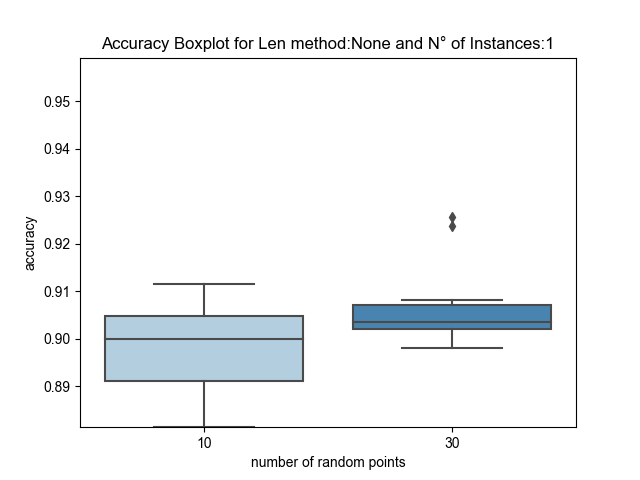 Accuracy Boxplot for Len method:None and N° of Instances:1
0.95
0.94
0.93
0.92
0.91
0.90
0.89
accuracy
10 30
number of random points